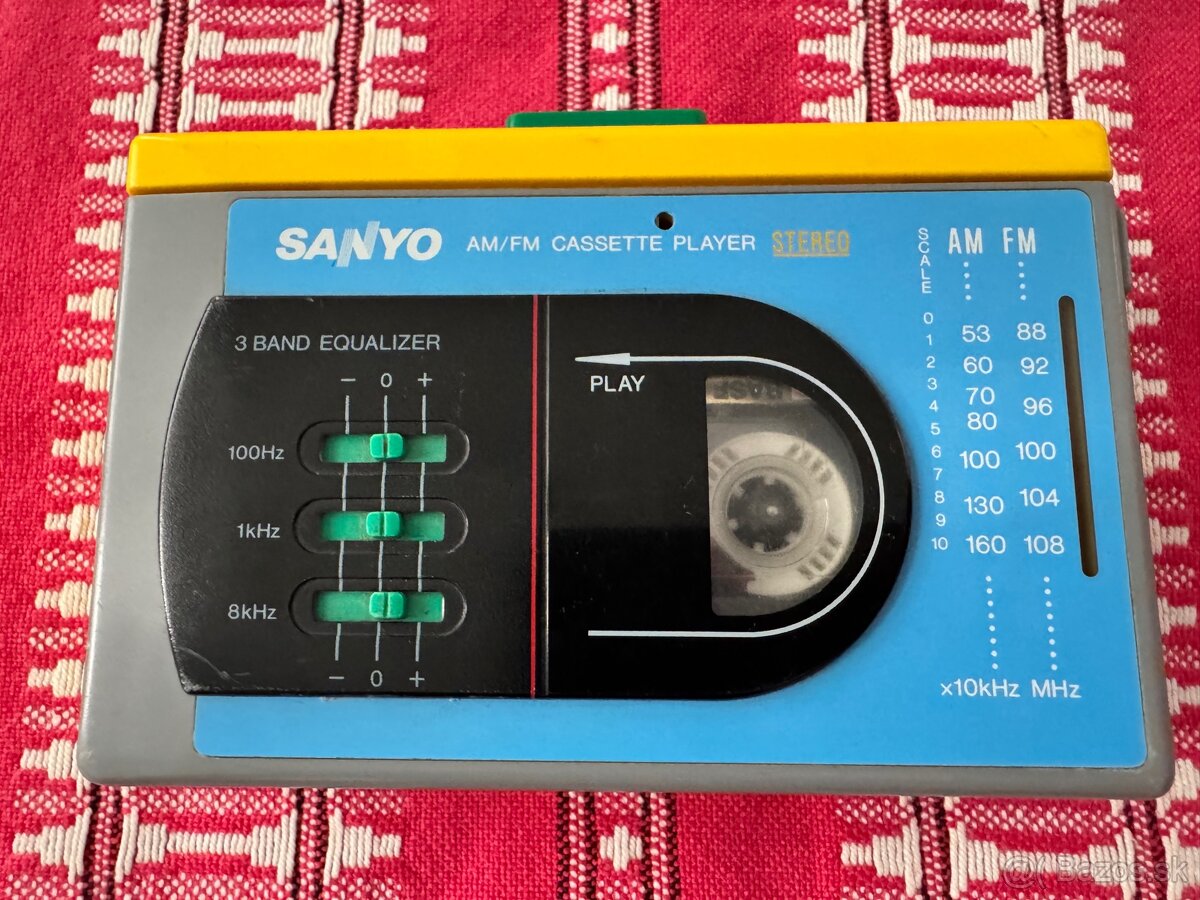 SANYO AM/FM CASSETTE PLAYER STEREO
SCALE AM FM
3 BAND EQUALIZER
- 0 +
100Hz
1kHz
8kHz
- 0 +
PLAY
0
1 53 88
2 60 92
3 70
4 80 96
5
6 100 100
7
8 130 104
9
10 160 108
x10kHz MHz
© Bazos.sk